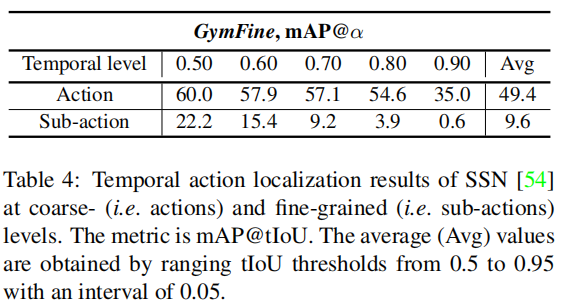 GymFine, mAP@α
Temporal level 0.50 0.60 0.70 0.80 0.90 Avg
Action 60.0 57.9 57.1 54.6 35.0 49.4
Sub-action 22.2 15.4 9.2 3.9 0.6 9.6
Table 4: Temporal action localization results of SSN [54]
at coarse- (i.e. actions) and fine-grained (i.e. sub-actions)
levels. The metric is mAP@tIoU. The average (Avg) values
are obtained by ranging tIoU thresholds from 0.5 to 0.95
with an interval of 0.05.